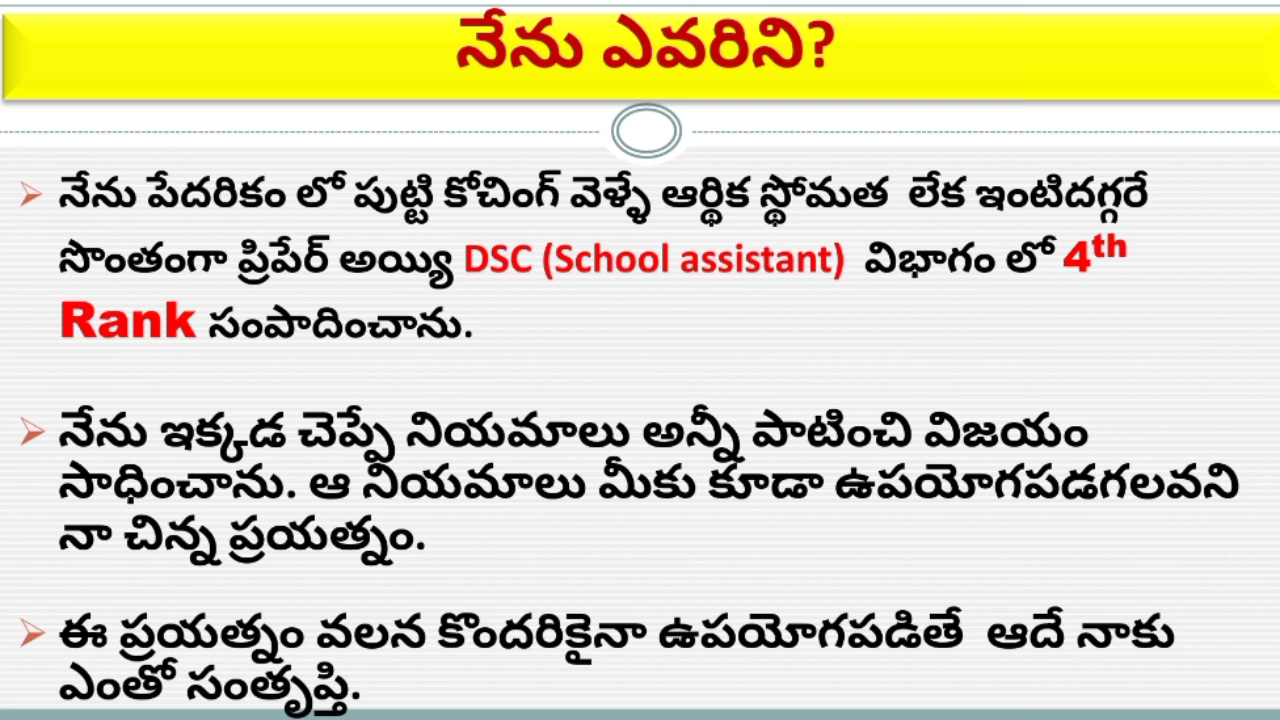 నేను ఎవరిని?
నేను పేదరికం లో పుట్టి కోచింగ్ వెళ్ళే ఆర్థిక స్థోమత లేక ఇంటిదగ్గరే
సొంతంగా ప్రిపేర్ అయ్యి DSC (School assistant) విభాగం లో 4th
Rank సంపాదించాను.
నేను ఇక్కడ చెప్పే నియమాలు అన్నీ పాటించి విజయం
సాధించాను. ఆ నియమాలు మీకు కూడా ఉపయోగపడగలవని
నా చిన్న ప్రయత్నం.
ఈ ప్రయత్నం వలన కొందరికైనా ఉపయోగపడితే ఆదే నాకు
ఎంతో సంతృప్తి.